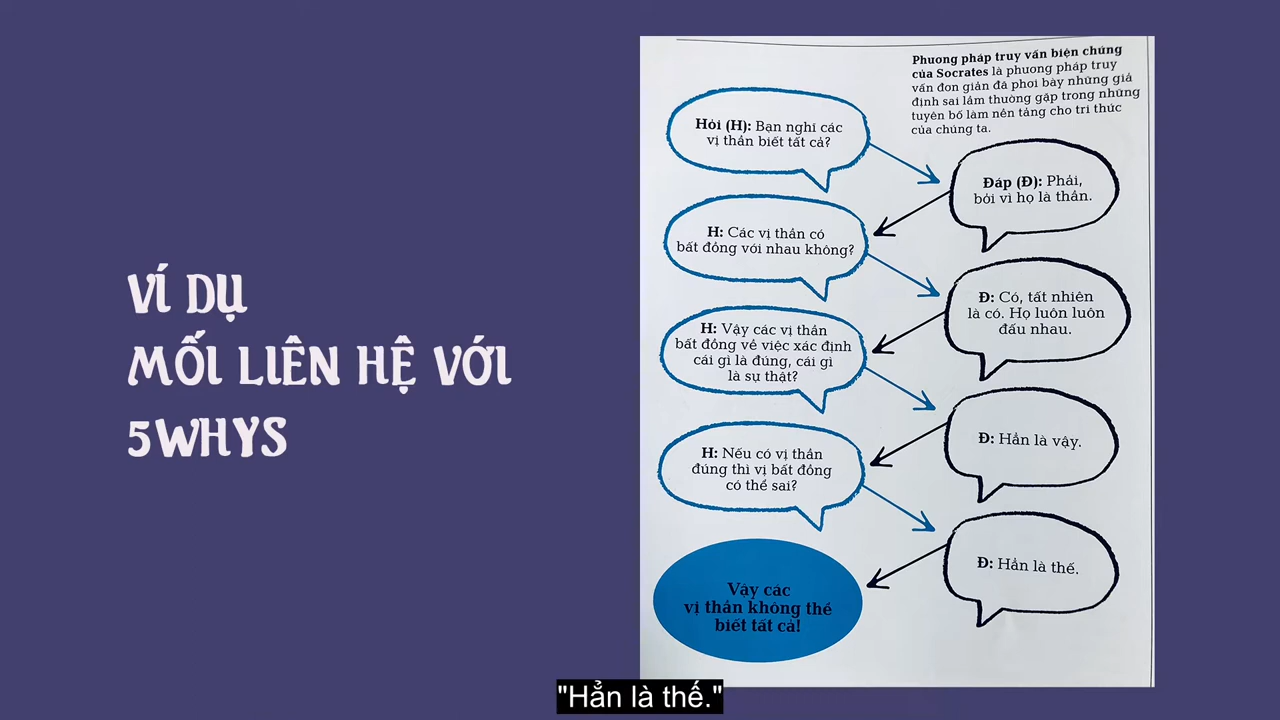 VÍ DỤ
MỐI LIÊN HỆ VỚI
5WHYS
Phương pháp truy vấn biện chứng
của Socrates là phương pháp truy
vấn đơn giản đã phơi bày những giả
định sai lầm thường gặp trong những
tuyên bố làm nền tảng cho tri thức
của chúng ta.
Hỏi (H): Bạn nghĩ các
vị thần biết tất cả?
Đáp (Đ): Phải,
bởi vì họ là thần.
H: Các vị thần có
bất đồng với nhau không?
Đ: Có, tất nhiên
là có. Họ luôn luôn
đấu nhau.
H: Vậy các vị thần
bất đồng về việc xác định
cái gì là đúng, cái gì
là sự thật?
Đ: Hẳn là vậy.
H: Nếu có vị thần
đúng thì vị bất đồng
có thể sai?
Đ: Hẳn là thế.
Vậy các
vị thần không thể
biết tất cả!
"Hẳn là thế."